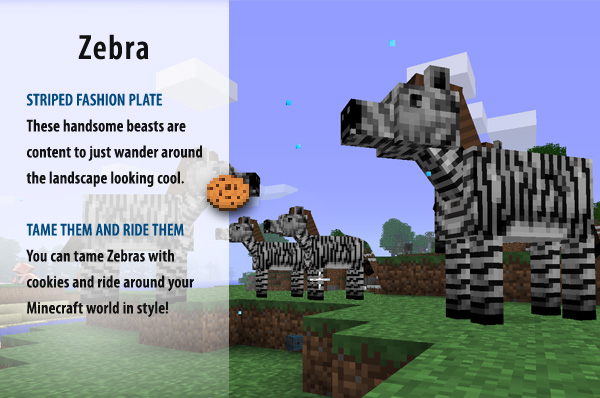 Zebra
STRIPED FASHION PLATE
These handsome beasts are
content to just wander around
the landscape looking cool.
TAME THEM AND RIDE THEM
You can tame Zebras with
cookies and ride around your
Minecraft world in style!